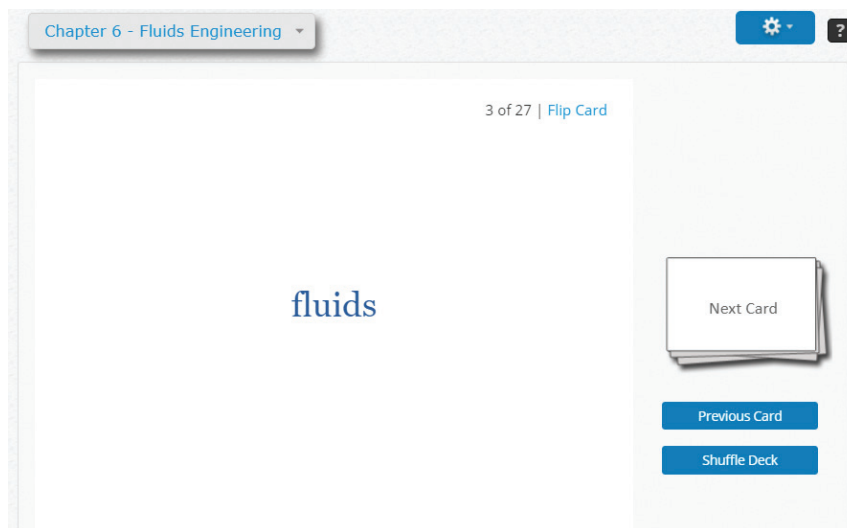 Chapter 6 - Fluids Engineering
?
3 of 27 | Flip Card
fluids
Next Card
Previous Card
Shuffle Deck